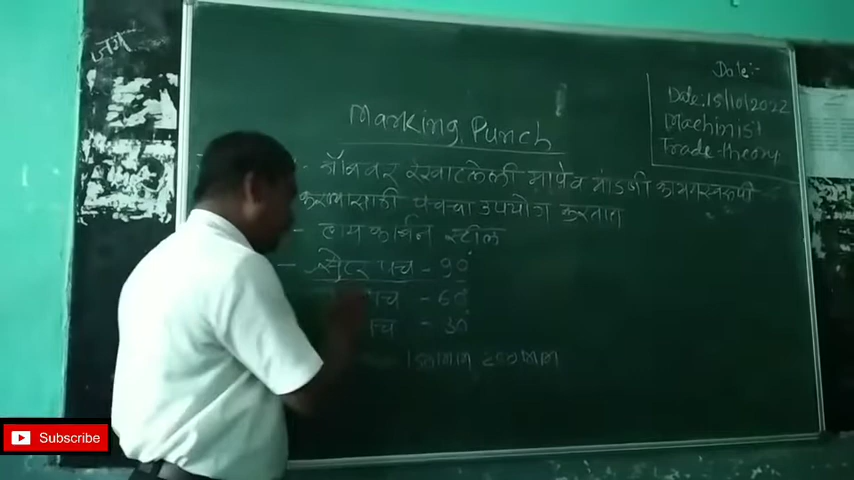 Date:-
Date:15/10/2022
Machinist
Trade-theory
Marking Punch
जॉबवर रेखाटलेली मापे व मांडणी कायमस्वरूपी
करण्यासाठी पंचचा उपयोग करतात
- हाय कार्बन स्टील
- सेंटर पंच - 90°
पंच - 60°
पंच - 30°
Subscribe